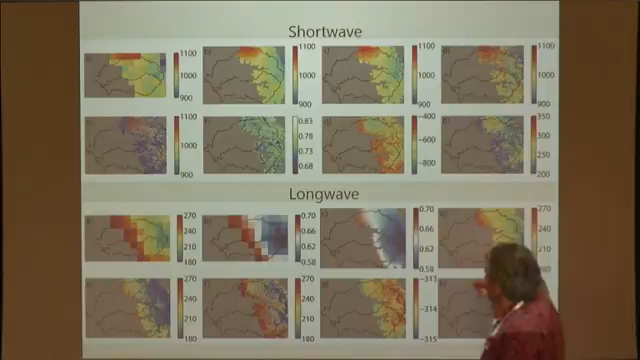 Shortwave
a) 1100 1000 900
b) 1100 1000 900
c) 1100 1000 900
d) 1100 1000 900
e) 1100 1000 900
f) 0.83 0.78 0.73 0.68
g) -400 -600 -800
h) 350 300 250 200
Longwave
270 240 210 180
0.70 0.66 0.62 0.58
0.70 0.66 0.62 0.58
270 240 210 180
270 240 210 180
270 240 210 180
-313 -314 -315